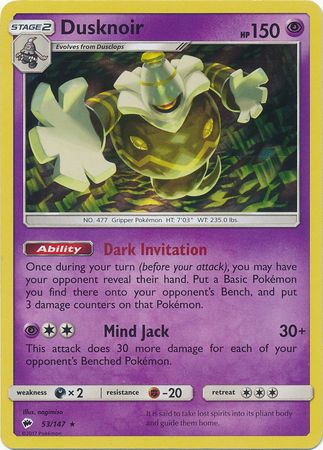 STAGE 2 Dusknoir HP 150
Evolves from Dusclops
NO. 477 Gripper Pokémon HT: 7'03" WT: 235.0 lbs.
Ability Dark Invitation
Once during your turn (before your attack), you may have
your opponent reveal their hand. Put a Basic Pokémon
you find there onto your opponent's Bench, and put
3 damage counters on that Pokémon.
Mind Jack 30+
This attack does 30 more damage for each of your
opponent's Benched Pokémon.
weakness ×2 resistance -20 retreat
Illus. nagimiso
53/147 ★
©2017 Pokémon
It is said to take lost spirits into its pliant body
and guide them home.